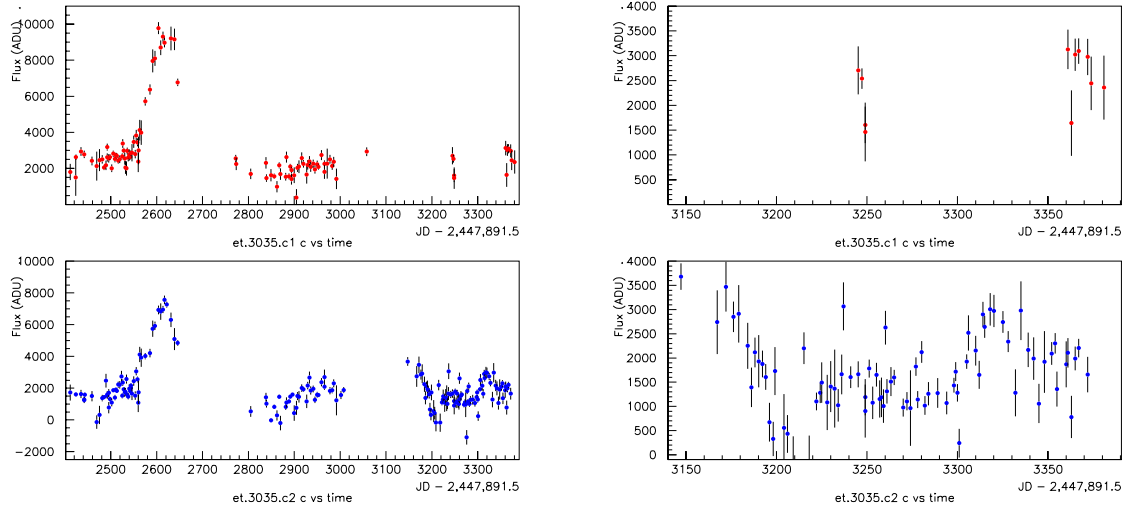 10000
8000
6000
4000
2000
Flux (ADU)
2500 2600 2700 2800 2900 3000 3100 3200 3300
JD – 2,447,891.5
et.3035.c1 c vs time
4000
3500
3000
2500
2000
1500
1000
500
Flux (ADU)
3150 3200 3250 3300 3350
JD – 2,447,891.5
et.3035.c1 c vs time
10000
8000
6000
4000
2000
0
−2000
Flux (ADU)
2500 2600 2700 2800 2900 3000 3100 3200 3300
JD – 2,447,891.5
et.3035.c2 c vs time
4000
3500
3000
2500
2000
1500
1000
500
0
Flux (ADU)
3150 3200 3250 3300 3350
JD – 2,447,891.5
et.3035.c2 c vs time